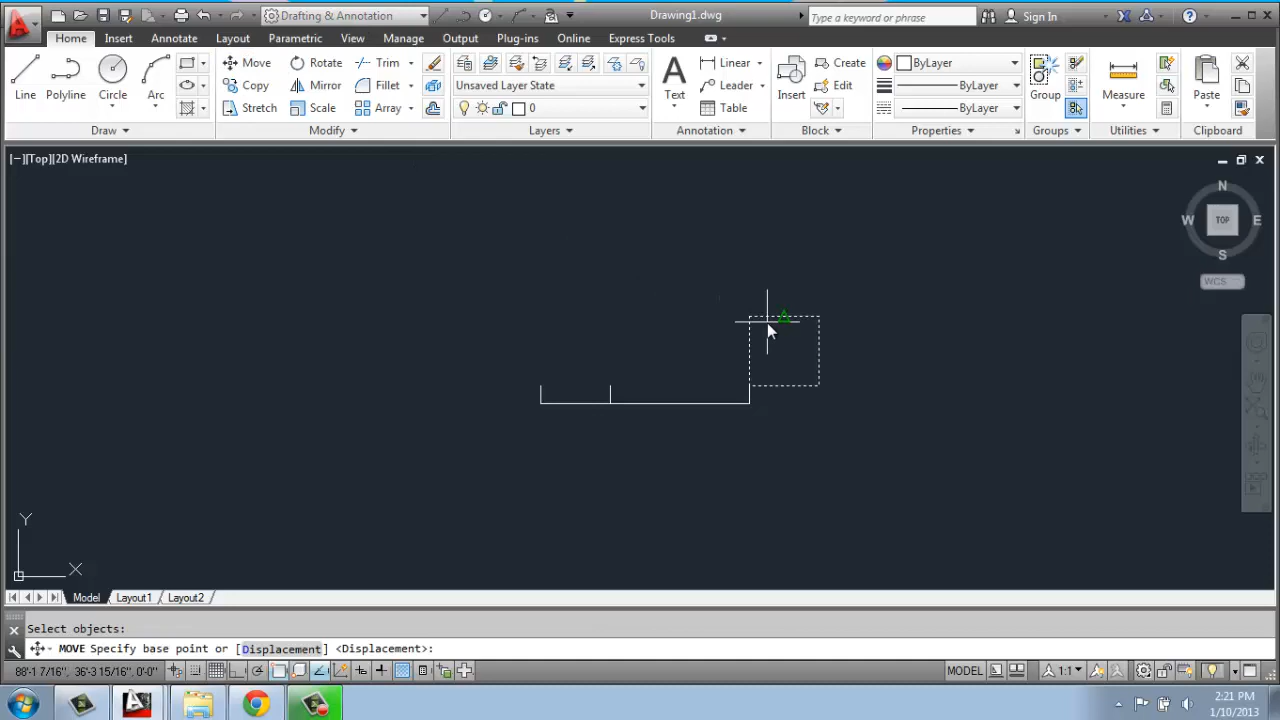 Drafting & Annotation
Drawing1.dwg
Type a keyword or phrase
Sign In
Home Insert Annotate Layout Parametric View Manage Output Plug-ins Online Express Tools
Line Polyline Circle Arc
Move Rotate Trim
Copy Mirror Fillet
Stretch Scale Array
Unsaved Layer State
0
Text
Linear
Leader
Table
Insert
Create
Edit
ByLayer
ByLayer
ByLayer
Group
Measure
Paste
Draw Modify Layers Annotation Block Properties Groups Utilities Clipboard
[−][Top][2D Wireframe]
N
W TOP E
S
WCS
Y
X
Model Layout1 Layout2
Select objects:
MOVE Specify base point or [Displacement] <Displacement>:
88'-1 7/16", 36'-3 15/16", 0'-0"
MODEL 1:1
2:21 PM
1/10/2013